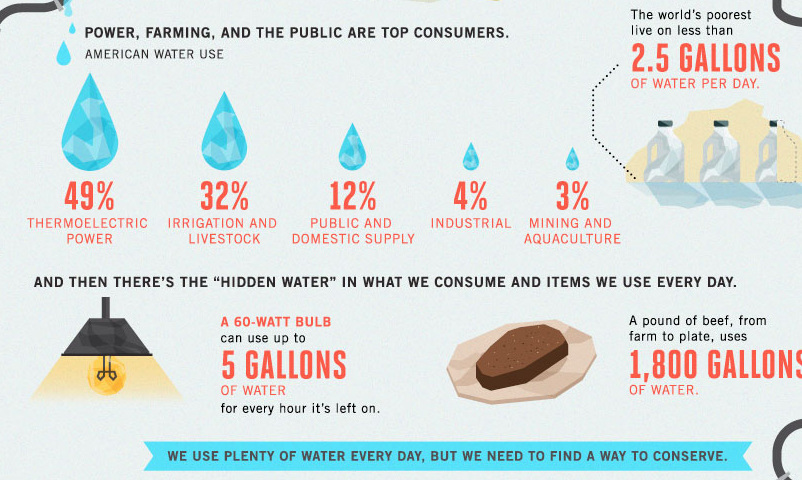 POWER, FARMING, AND THE PUBLIC ARE TOP CONSUMERS.
AMERICAN WATER USE
The world's poorest
live on less than
2.5 GALLONS
OF WATER PER DAY.
49%
THERMOELECTRIC
POWER
32%
IRRIGATION AND
LIVESTOCK
12%
PUBLIC AND
DOMESTIC SUPPLY
4%
INDUSTRIAL
3%
MINING AND
AQUACULTURE
AND THEN THERE'S THE “HIDDEN WATER” IN WHAT WE CONSUME AND ITEMS WE USE EVERY DAY.
A 60-WATT BULB
can use up to
5 GALLONS
OF WATER
for every hour it's left on.
A pound of beef, from
farm to plate, uses
1,800 GALLONS
OF WATER.
WE USE PLENTY OF WATER EVERY DAY, BUT WE NEED TO FIND A WAY TO CONSERVE.